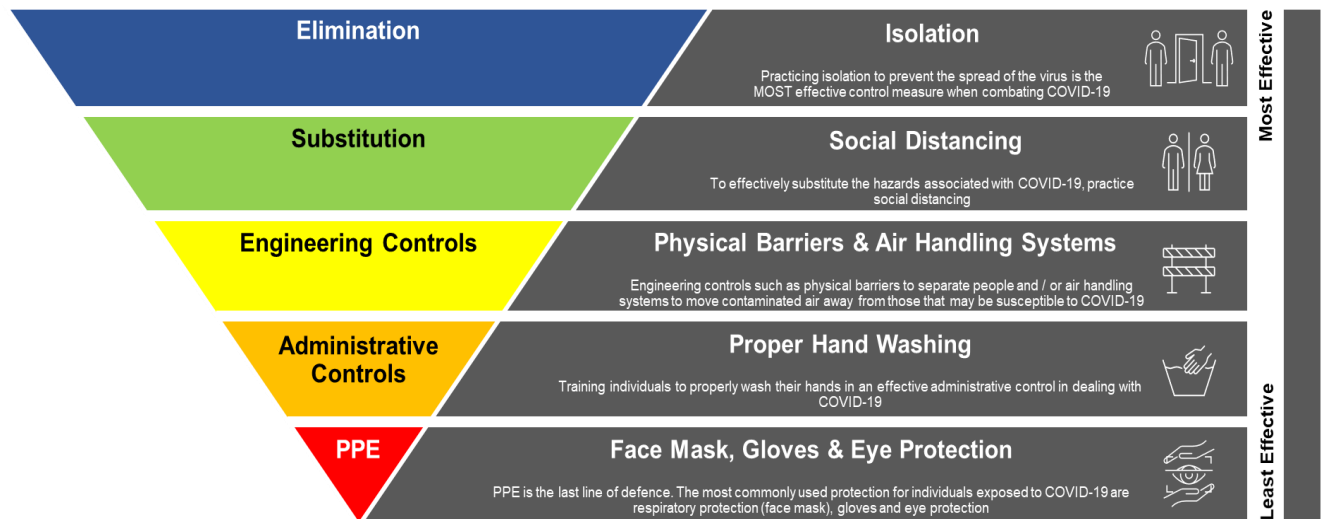 Elimination
Isolation
Practicing isolation to prevent the spread of the virus is the
MOST effective control measure when combating COVID-19
Most Effective
Substitution
Social Distancing
To effectively substitute the hazards associated with COVID-19, practice
social distancing
Engineering Controls
Physical Barriers & Air Handling Systems
Engineering controls such as physical barriers to separate people and / or air handling
systems to move contaminated air away from those that may be susceptible to COVID-19
Administrative
Controls
Proper Hand Washing
Training individuals to properly wash their hands in an effective administrative control in dealing with
COVID-19
PPE
Face Mask, Gloves & Eye Protection
PPE is the last line of defence. The most commonly used protection for individuals exposed to COVID-19 are
respiratory protection (face mask), gloves and eye protection
Least Effective